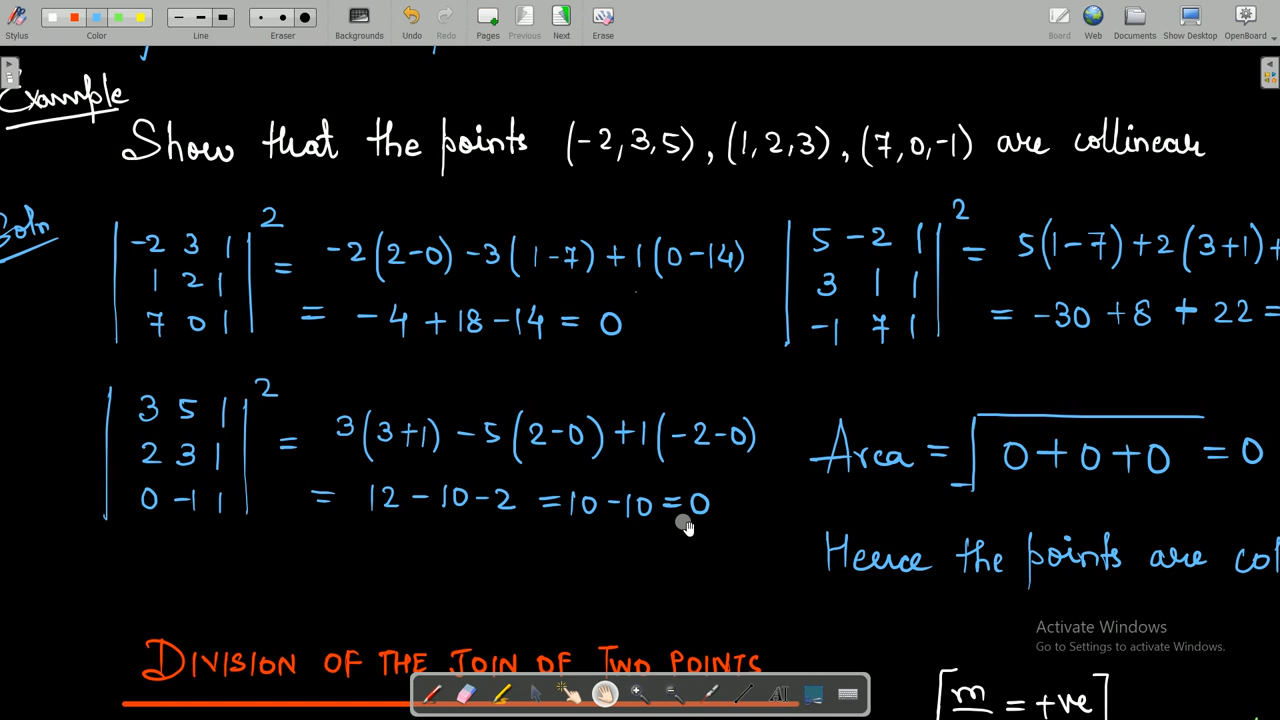 Stylus Color Line Eraser Backgrounds Undo Redo Pages Previous Next Erase Board Web Documents Show Desktop OpenBoard
Example
Show that the points (-2,3,5), (1,2,3), (7,0,-1) are collinear
Soln
| -2 3 1 |² = -2(2-0) -3(1-7) +1(0-14)
| 1 2 1 |
| 7 0 1 | = -4 +18 -14 = 0
| 5 -2 1 |² = 5(1-7) +2(3+1) +
| 3 1 1 |
| -1 7 1 | = -30 +8 + 22 =
| 3 5 1 |² = 3(3+1) -5(2-0) +1(-2-0)
| 2 3 1 |
| 0 -1 1 | = 12 -10 -2 = 10 -10 = 0
Area = √(0+0+0) = 0
Hence the points are col
Activate Windows
Go to Settings to activate Windows.
DIVISION OF THE JOIN OF TWO POINTS
[m = +ve]